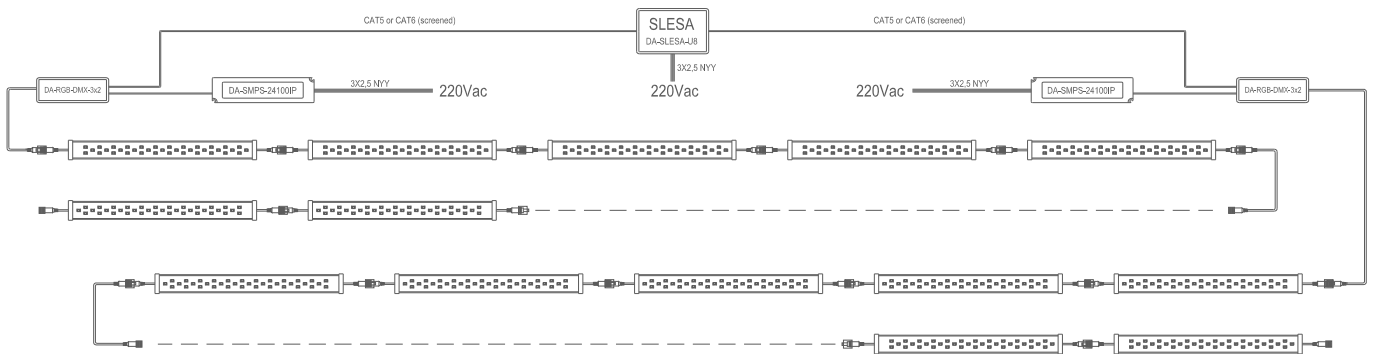 CAT5 or CAT6 (screened)
SLESA
DA-SLESA-U8
CAT5 or CAT6 (screened)
3X2,5 NYY
DA-RGB-DMX-3x2
DA-SMPS-24100IP
3X2,5 NYY
220Vac
220Vac
220Vac
3X2,5 NYY
DA-SMPS-24100IP
DA-RGB-DMX-3x2